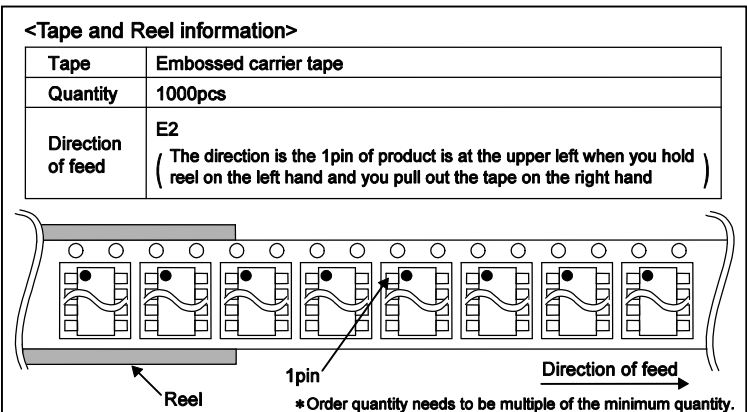 <Tape and Reel information>
Tape Embossed carrier tape
Quantity 1000pcs
Direction of feed E2
( The direction is the 1pin of product is at the upper left when you hold
reel on the left hand and you pull out the tape on the right hand )
1pin
Direction of feed
Reel
*Order quantity needs to be multiple of the minimum quantity.